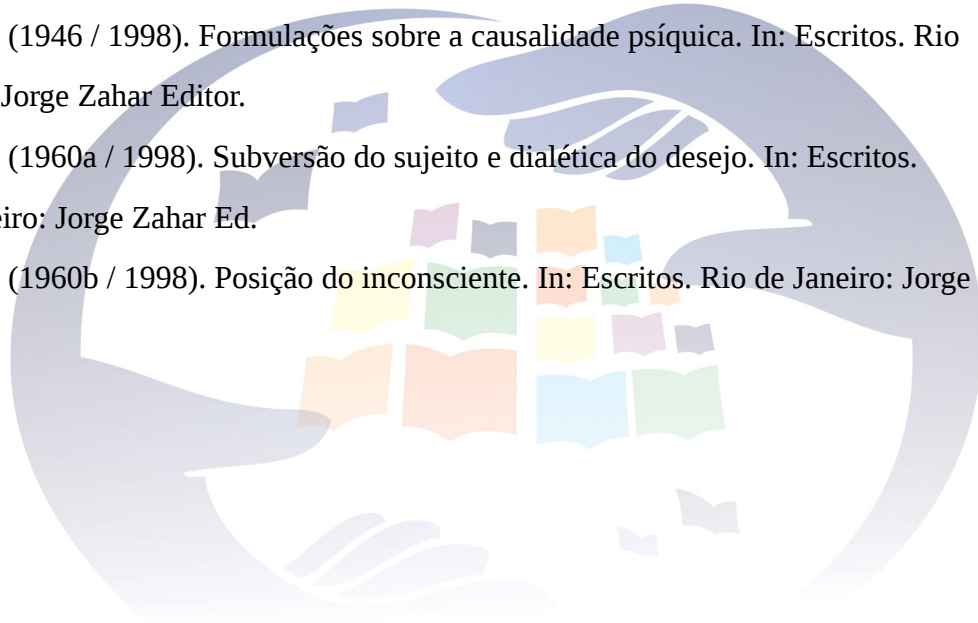 (1946 / 1998). Formulações sobre a causalidade psíquica. In: Escritos. Rio
Jorge Zahar Editor.
(1960a / 1998). Subversão do sujeito e dialética do desejo. In: Escritos.
eiro: Jorge Zahar Ed.
(1960b / 1998). Posição do inconsciente. In: Escritos. Rio de Janeiro: Jorge